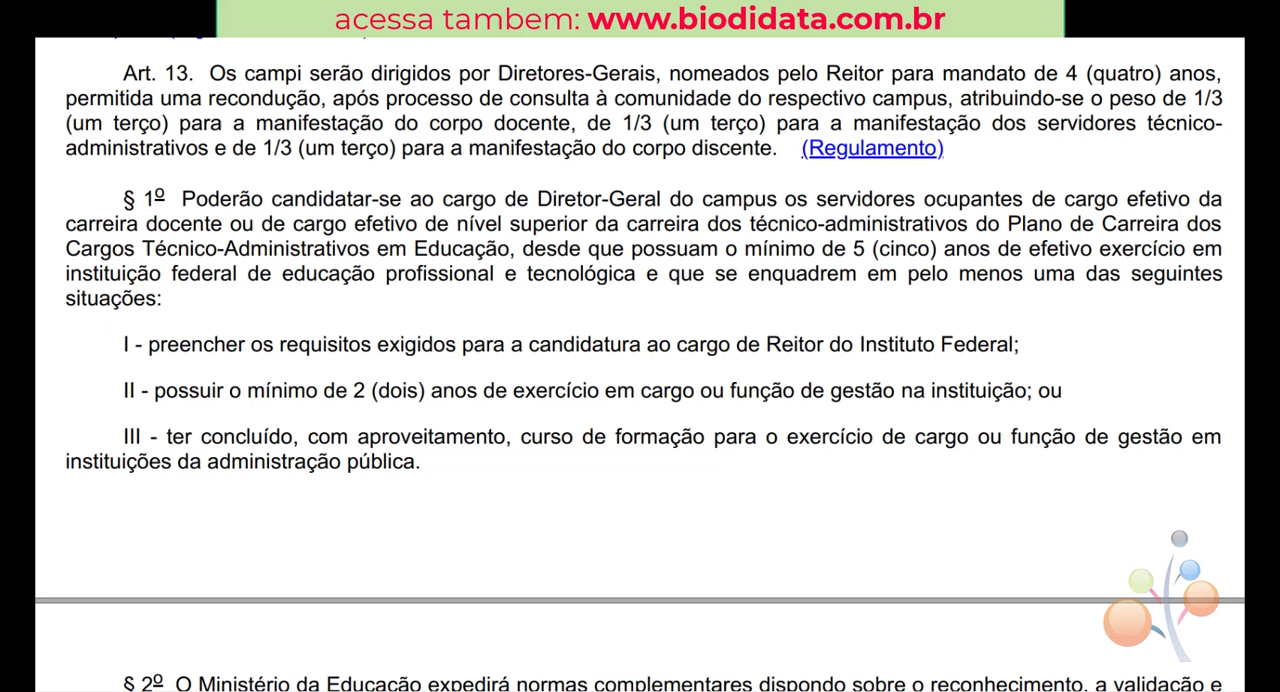 acessa tambem: www.biodidata.com.br
Art. 13. Os campi serão dirigidos por Diretores-Gerais, nomeados pelo Reitor para mandato de 4 (quatro) anos,
permitida uma recondução, após processo de consulta à comunidade do respectivo campus, atribuindo-se o peso de 1/3
(um terço) para a manifestação do corpo docente, de 1/3 (um terço) para a manifestação dos servidores técnico-
administrativos e de 1/3 (um terço) para a manifestação do corpo discente. (Regulamento)
§ 1º Poderão candidatar-se ao cargo de Diretor-Geral do campus os servidores ocupantes de cargo efetivo da
carreira docente ou de cargo efetivo de nível superior da carreira dos técnico-administrativos do Plano de Carreira dos
Cargos Técnico-Administrativos em Educação, desde que possuam o mínimo de 5 (cinco) anos de efetivo exercício em
instituição federal de educação profissional e tecnológica e que se enquadrem em pelo menos uma das seguintes
situações:
I - preencher os requisitos exigidos para a candidatura ao cargo de Reitor do Instituto Federal;
II - possuir o mínimo de 2 (dois) anos de exercício em cargo ou função de gestão na instituição; ou
III - ter concluído, com aproveitamento, curso de formação para o exercício de cargo ou função de gestão em
instituições da administração pública.
§ 2º O Ministério da Educação expedirá normas complementares dispondo sobre o reconhecimento, a validação e